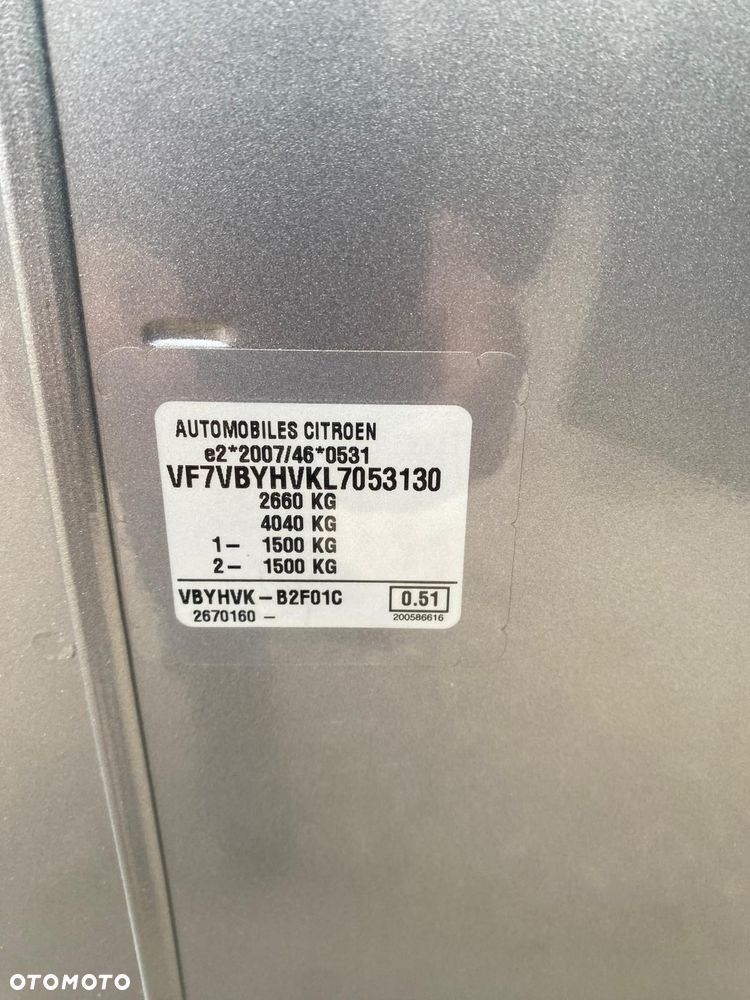 AUTOMOBILES CITROEN
e2*2007/46*0531
VF7VBYHVKL7053130
2660 KG
4040 KG
1- 1500 KG
2- 1500 KG
VBYHVK-B2F01C 0.51
2670160 - 200586616
OTOMOTO